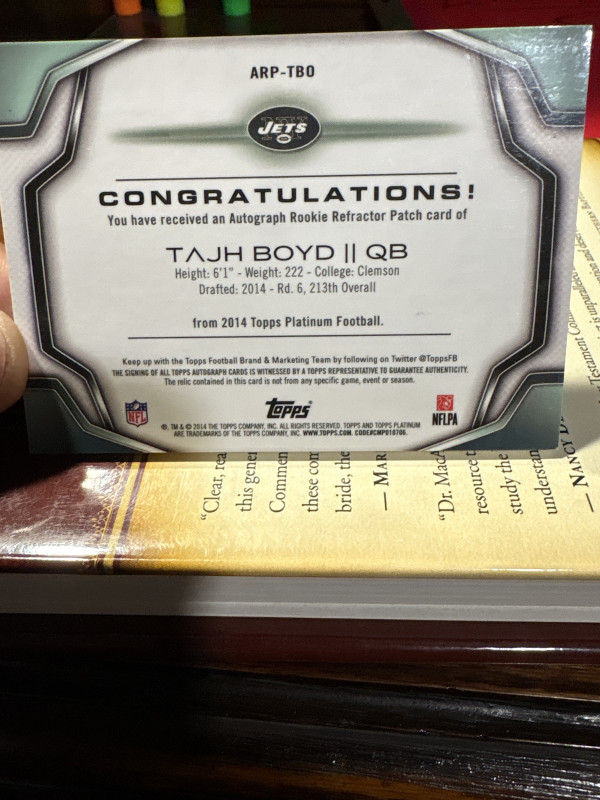 ARP-TBO
JETS
CONGRATULATIONS!
You have received an Autograph Rookie Refractor Patch card of
TAJH BOYD || QB
Height: 6'1" - Weight: 222 - College: Clemson
Drafted: 2014 - Rd. 6, 213th Overall
from 2014 Topps Platinum Football.
Keep up with the Topps Football Brand & Marketing Team by following on Twitter @ToppsFB
THE SIGNING OF ALL TOPPS AUTOGRAPH CARDS IS WITNESSED BY A TOPPS REPRESENTATIVE TO GUARANTEE AUTHENTICITY.
The relic contained in this card is not from any specific game, event or season.
NFL
Topps
NFLPA
®, TM & © 2014 THE TOPPS COMPANY, INC. ALL RIGHTS RESERVED. TOPPS AND TOPPS PLATINUM
ARE TRADEMARKS OF THE TOPPS COMPANY, INC. WWW.TOPPS.COM. CODE#CMP010706.
"Clear, rea
this gener
Commen
these con
bride, the
— MAR
"Dr. MacA
resource t
study the
understan
— NANCY
Testament
is unparalleled